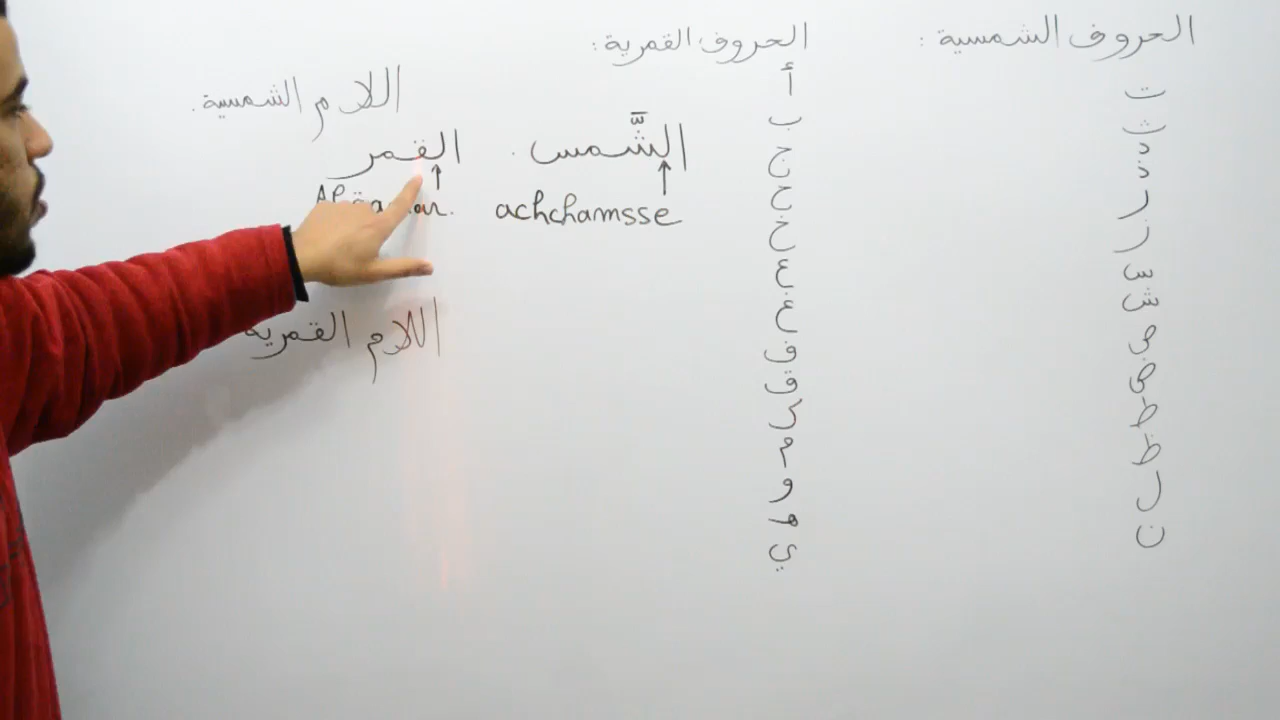 الحروف الشمسية :
ت
ث
د
ذ
ر
ز
س
ش
ص
ض
ط
ظ
ل
ن
الحروف القمرية :
أ
ب
ج
ح
خ
ع
غ
ف
ق
ك
م
و
ه
ي
اللام الشمسية .
الشَّمس . القمر
achchamsse
اللام القمرية